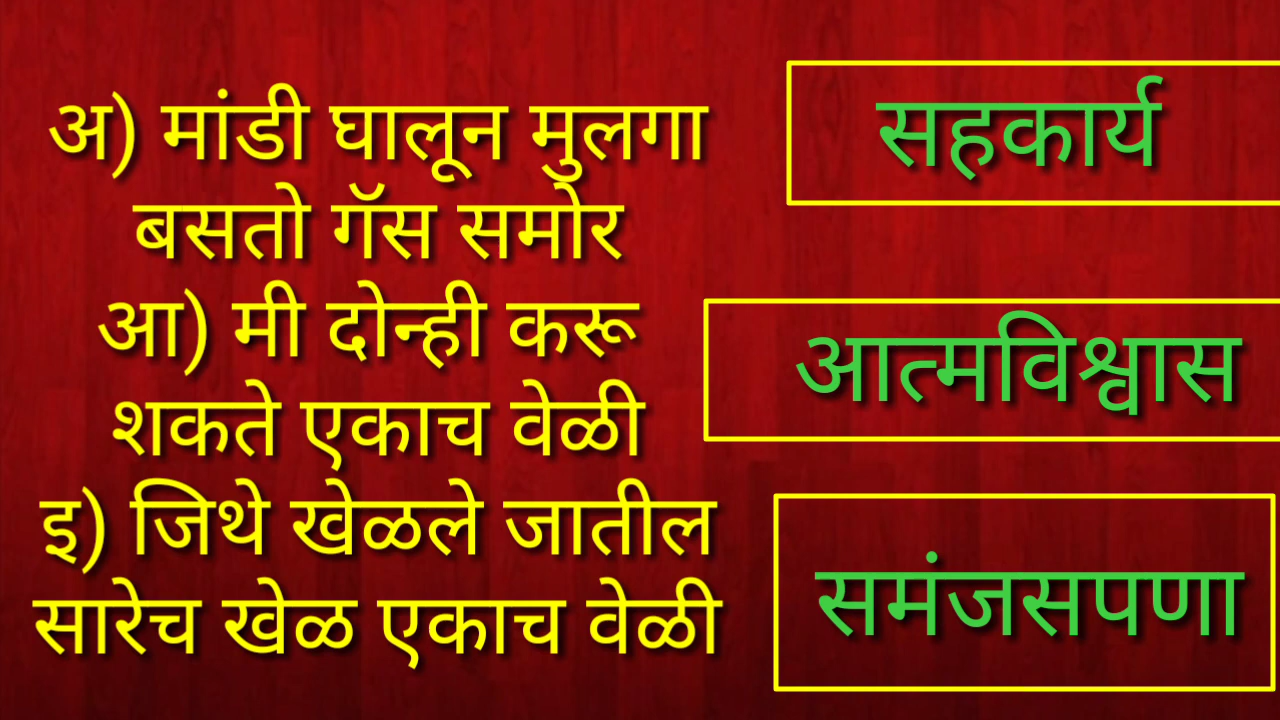 अ) मांडी घालून मुलगा
बसतो गॅस समोर
सहकार्य
आ) मी दोन्ही करू
शकते एकाच वेळी
आत्मविश्वास
इ) जिथे खेळले जातील
सारेच खेळ एकाच वेळी
समंजसपणा